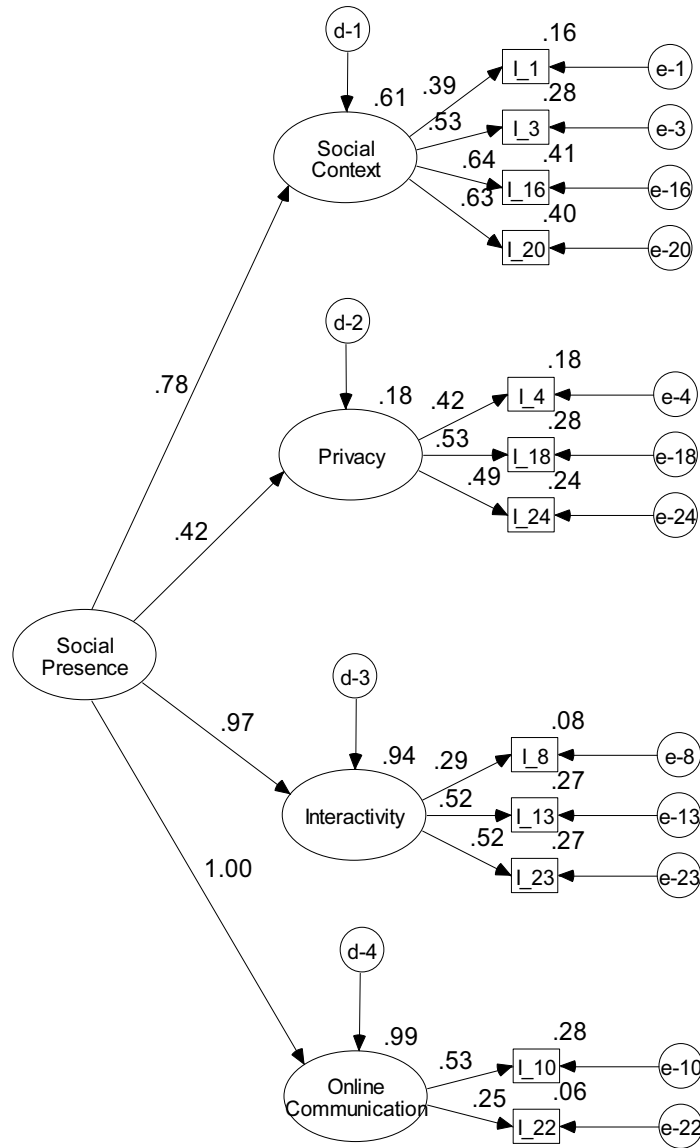 d-1
.16
I_1
e-1
.39
.61
.28
.53
I_3
e-3
Social
Context
.41
.64
I_16
e-16
.63
.40
I_20
e-20
d-2
.18
.78
.18
.42
I_4
e-4
.28
.53
Privacy
I_18
e-18
.49
.24
I_24
e-24
.42
Social
Presence
d-3
.97
.08
.94
.29
I_8
e-8
.27
.52
Interactivity
I_13
e-13
.52
.27
I_23
e-23
1.00
d-4
.99
.28
.53
I_10
e-10
Online
Communication
.25
.06
I_22
e-22